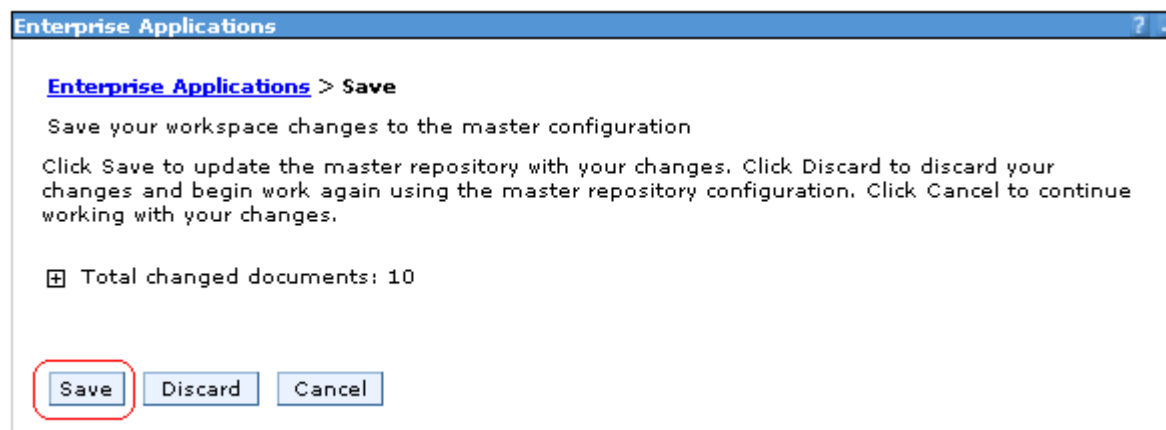 Enterprise Applications ?
Enterprise Applications > Save
Save your workspace changes to the master configuration
Click Save to update the master repository with your changes. Click Discard to discard your
changes and begin work again using the master repository configuration. Click Cancel to continue
working with your changes.
+ Total changed documents: 10
Save Discard Cancel